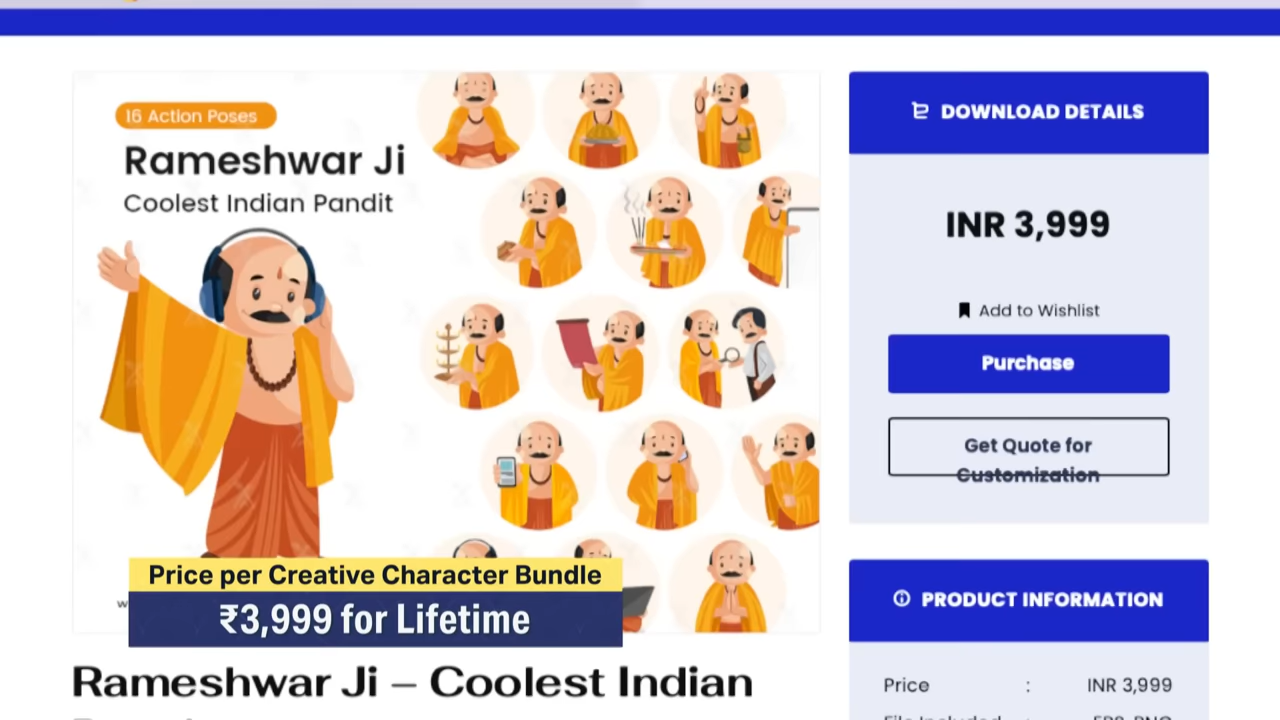 16 Action Poses
Rameshwar Ji
Coolest Indian Pandit
Price per Creative Character Bundle
₹3,999 for Lifetime
Rameshwar Ji – Coolest Indian
DOWNLOAD DETAILS
INR 3,999
Add to Wishlist
Purchase
Get Quote for
Customization
PRODUCT INFORMATION
Price : INR 3,999